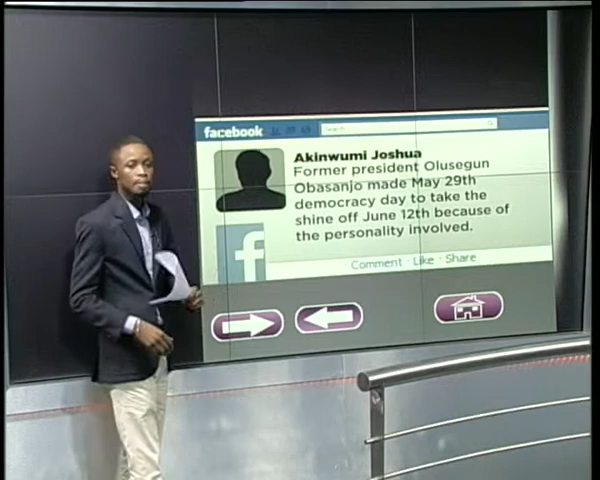 facebook
Search
Akinwumi Joshua
Former president Olusegun
Obasanjo made May 29th
democracy day to take the
shine off June 12th because of
the personality involved.
f
Comment · Like · Share